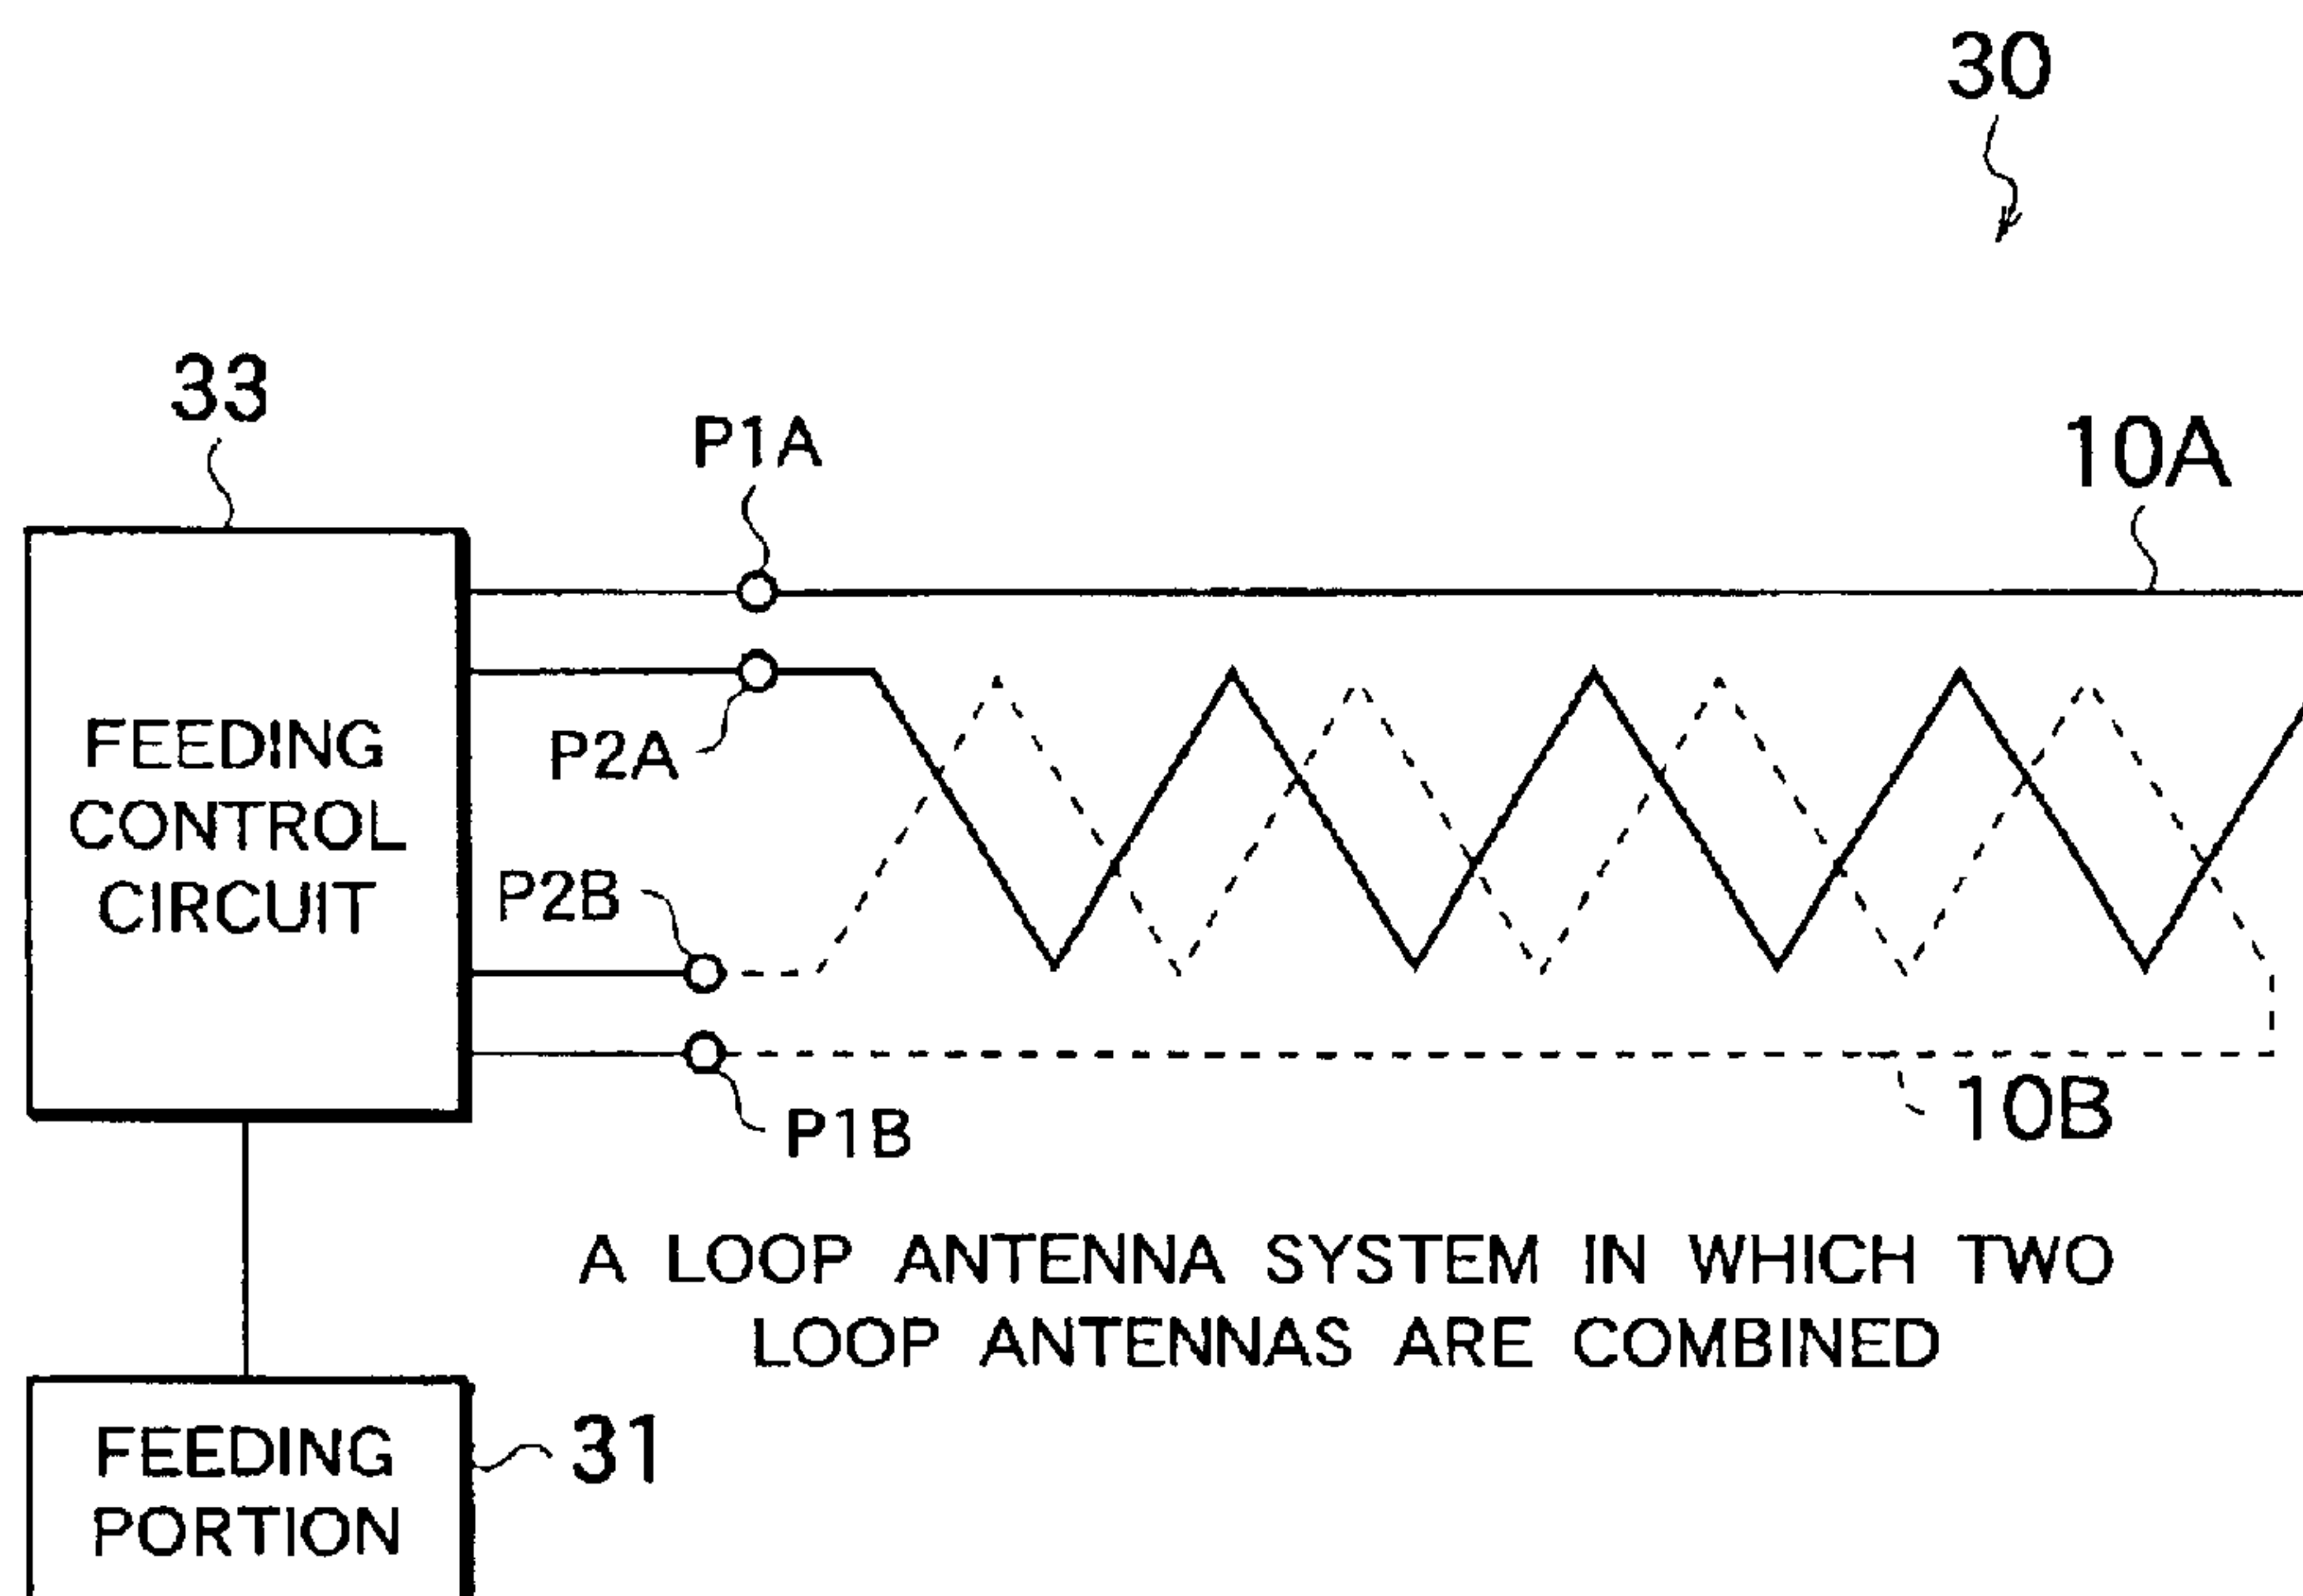 30
33
P1A
10A
P2A
FEEDING
CONTROL
CIRCUIT
P2B
P1B
10B
A LOOP ANTENNA SYSTEM IN WHICH TWO
LOOP ANTENNAS ARE COMBINED
FEEDING
PORTION
31